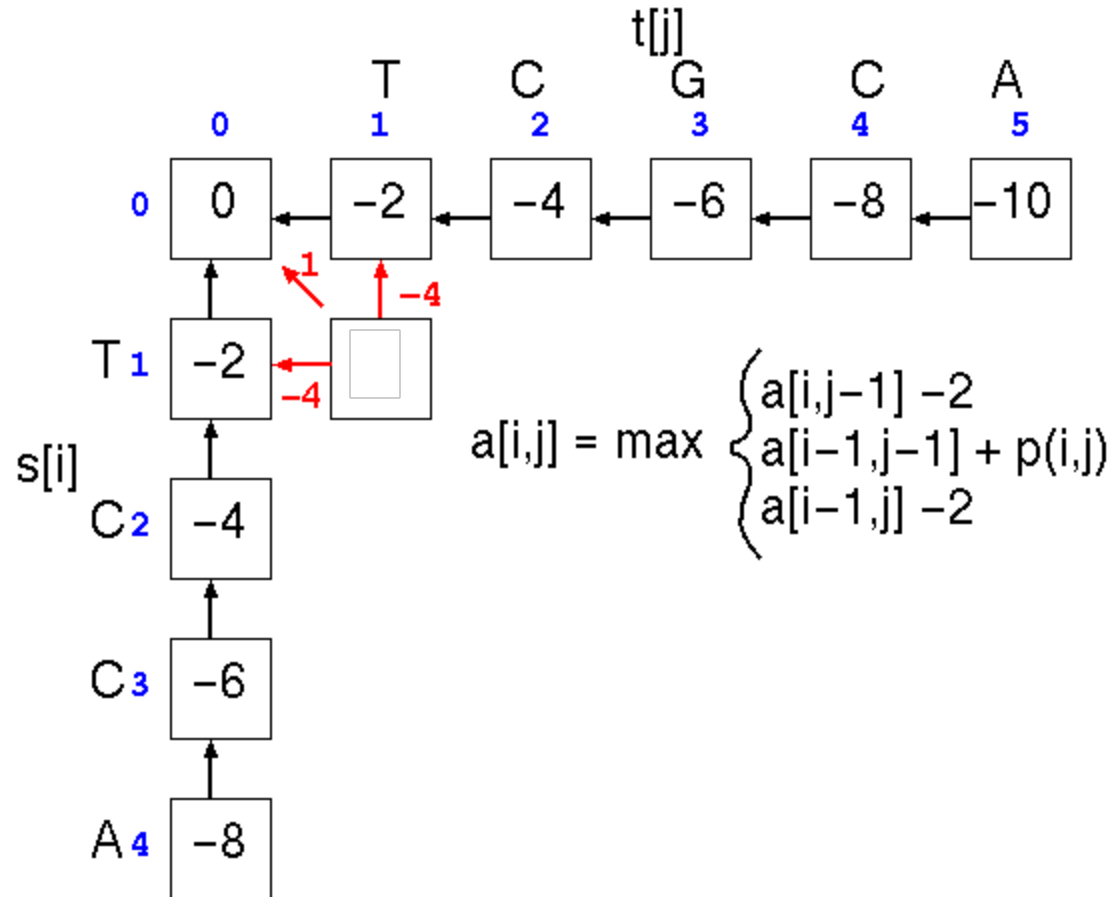 t[j]
T C G C A
0 1 2 3 4 5
0 0 −2 −4 −6 −8 −10
1
−4
T 1 −2
−4
a[i,j−1] −2
a[i,j] = max { a[i−1,j−1] + p(i,j)
a[i−1,j] −2
s[i]
C 2 −4
C 3 −6
A 4 −8